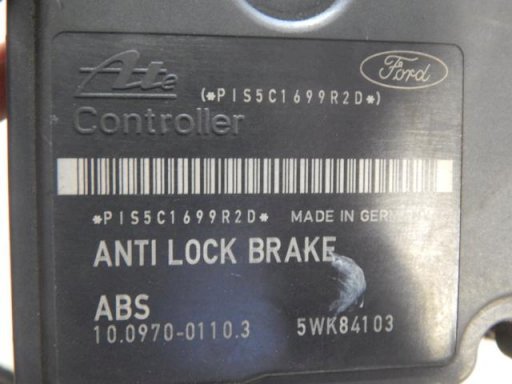 Ate
Ford
(*PIS5C1699R2D*)
Controller
*PIS5C1699R2D* MADE IN GERMANY
ANTI LOCK BRAKE
ABS
10.0970-0110.3 5WK84103